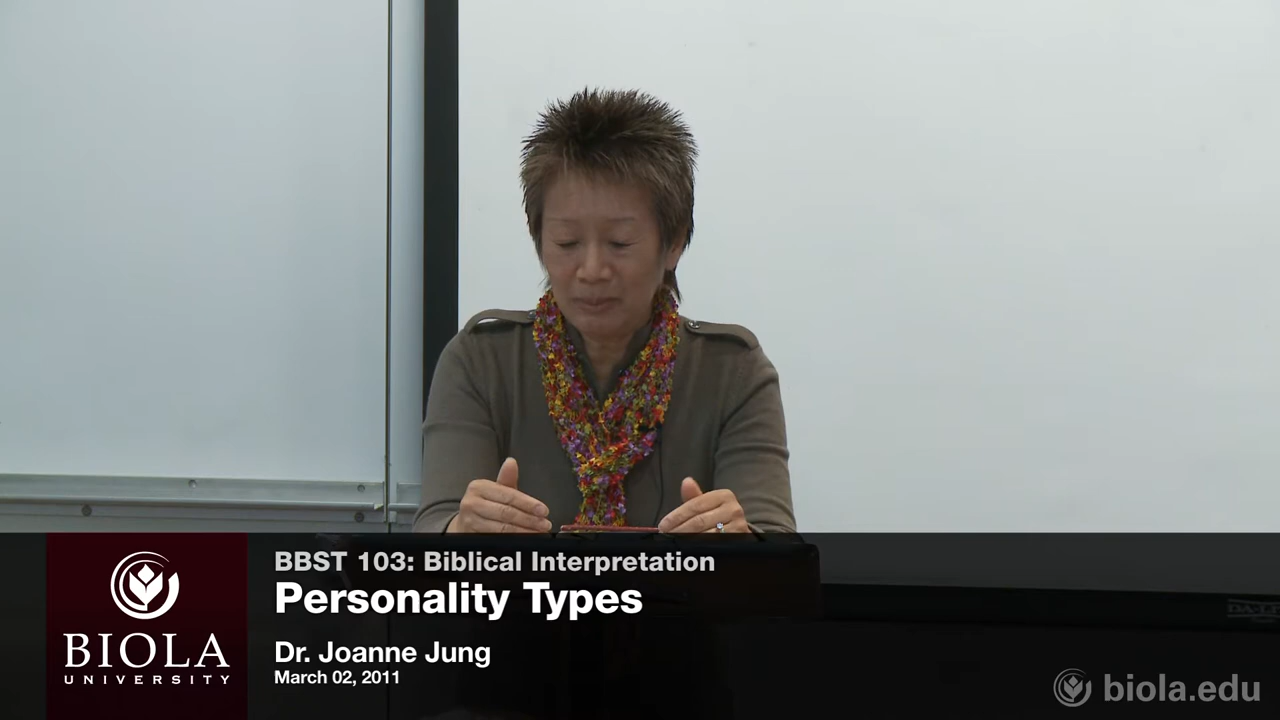 BBST 103: Biblical Interpretation
Personality Types
Dr. Joanne Jung
March 02, 2011
BIOLA
UNIVERSITY
biola.edu